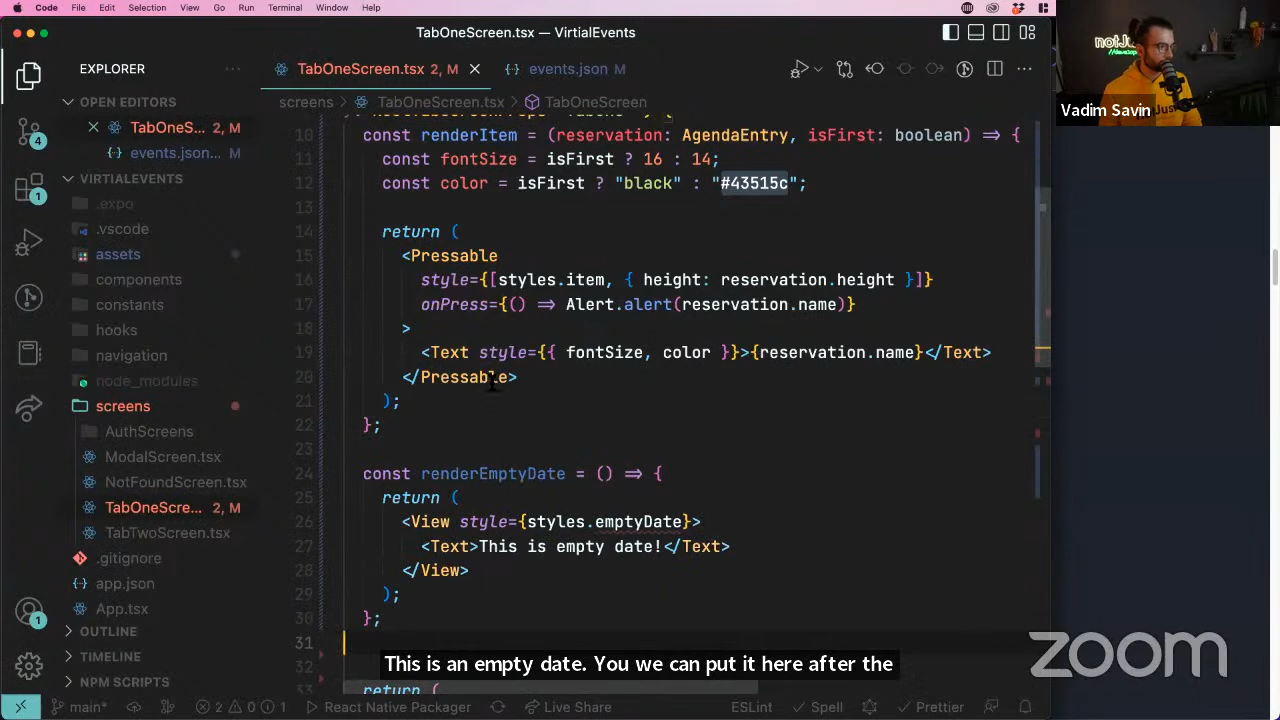 Code File Edit Selection View Go Run Terminal Window Help
TabOneScreen.tsx — VirtialEvents
EXPLORER
TabOneScreen.tsx 2, M
events.json M
OPEN EDITORS
TabOneS... 2, M
events.json... M
VIRTIALEVENTS
.expo
.vscode
assets
components
constants
hooks
navigation
node_modules
screens
AuthScreens
ModalScreen.tsx
NotFoundScreen.tsx
TabOneScre... 2, M
TabTwoScreen.tsx
.gitignore
app.json
App.tsx
OUTLINE
TIMELINE
NPM SCRIPTS
4
1
1
screens > TabOneScreen.tsx > TabOneScreen
10 const renderItem = (reservation: AgendaEntry, isFirst: boolean) => {
11 const fontSize = isFirst ? 16 : 14;
12 const color = isFirst ? "black" : "#43515c";
13
14 return (
15 <Pressable
16 style={[styles.item, { height: reservation.height }]}
17 onPress={() => Alert.alert(reservation.name)}
18 >
19 <Text style={{ fontSize, color }}>{reservation.name}</Text>
20 </Pressable>
21 );
22 };
23
24 const renderEmptyDate = () => {
25 return (
26 <View style={styles.emptyDate}>
27 <Text>This is empty date!</Text>
28 </View>
29 );
30 };
31
32
return (
This is an empty date. You we can put it here after the
main* 2 0 1 React Native Packager Live Share ESLint Spell Prettier
Vadim Savin
zoom